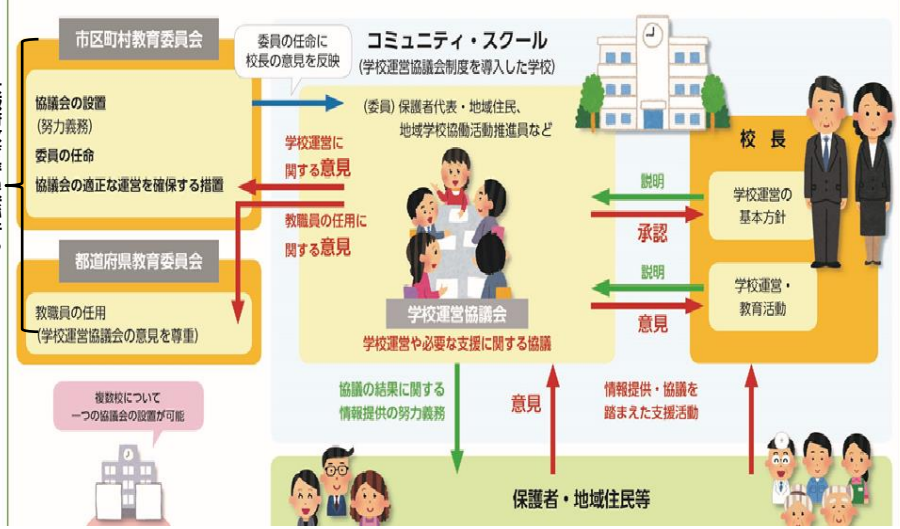 市区町村教育委員会
協議会の設置
(努力義務)
委員の任命
協議会の適正な運営を確保する措置
都道府県教育委員会
教職員の任用
(学校運営協議会の意見を尊重)
複数校について
一つの協議会の設置が可能
委員の任命に
校長の意見を反映
コミュニティ・スクール
(学校運営協議会制度を導入した学校)
(委員) 保護者代表・地域住民、
地域学校協働活動推進員など
学校運営に
関する意見
教職員の任用に
関する意見
学校運営協議会
学校運営や必要な支援に関する協議
説明
承認
説明
意見
校 長
学校運営の
基本方針
学校運営・
教育活動
協議の結果に関する
情報提供の努力義務
意見
情報提供・協議を
踏まえた支援活動
保護者・地域住民等